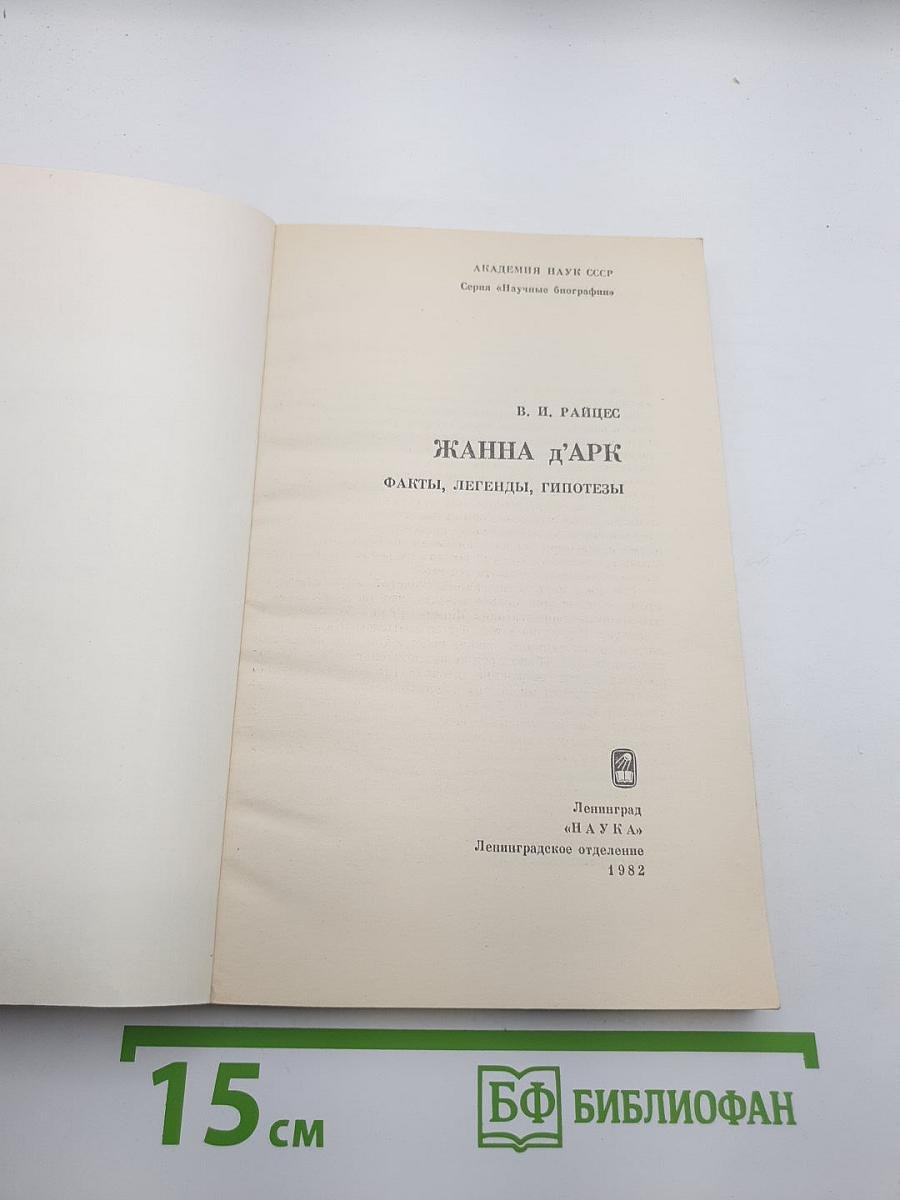 АКАДЕМИЯ НАУК СССР
Серия «Научные биографии»
В. И. РАЙЦЕС
ЖАННА д'АРК
ФАКТЫ, ЛЕГЕНДЫ, ГИПОТЕЗЫ
Ленинград
«НАУКА»
Ленинградское отделение
1982
15 см
БФ БИБЛИОФАН